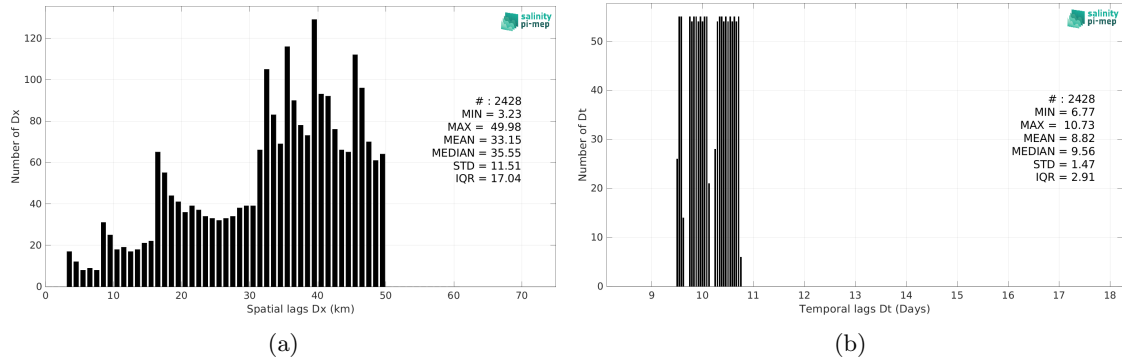 salinity
pi-mep
120
100
80
60
40
20
0
Number of Dx
# : 2428
MIN = 3.23
MAX = 49.98
MEAN = 33.15
MEDIAN = 35.55
STD = 11.51
IQR = 17.04
0 10 20 30 40 50 60 70
Spatial lags Dx (km)
(a)
salinity
pi-mep
50
40
30
20
10
0
Number of Dt
# : 2428
MIN = 6.77
MAX = 10.73
MEAN = 8.82
MEDIAN = 9.56
STD = 1.47
IQR = 2.91
9 10 11 12 13 14 15 16 17 18
Temporal lags Dt (Days)
(b)